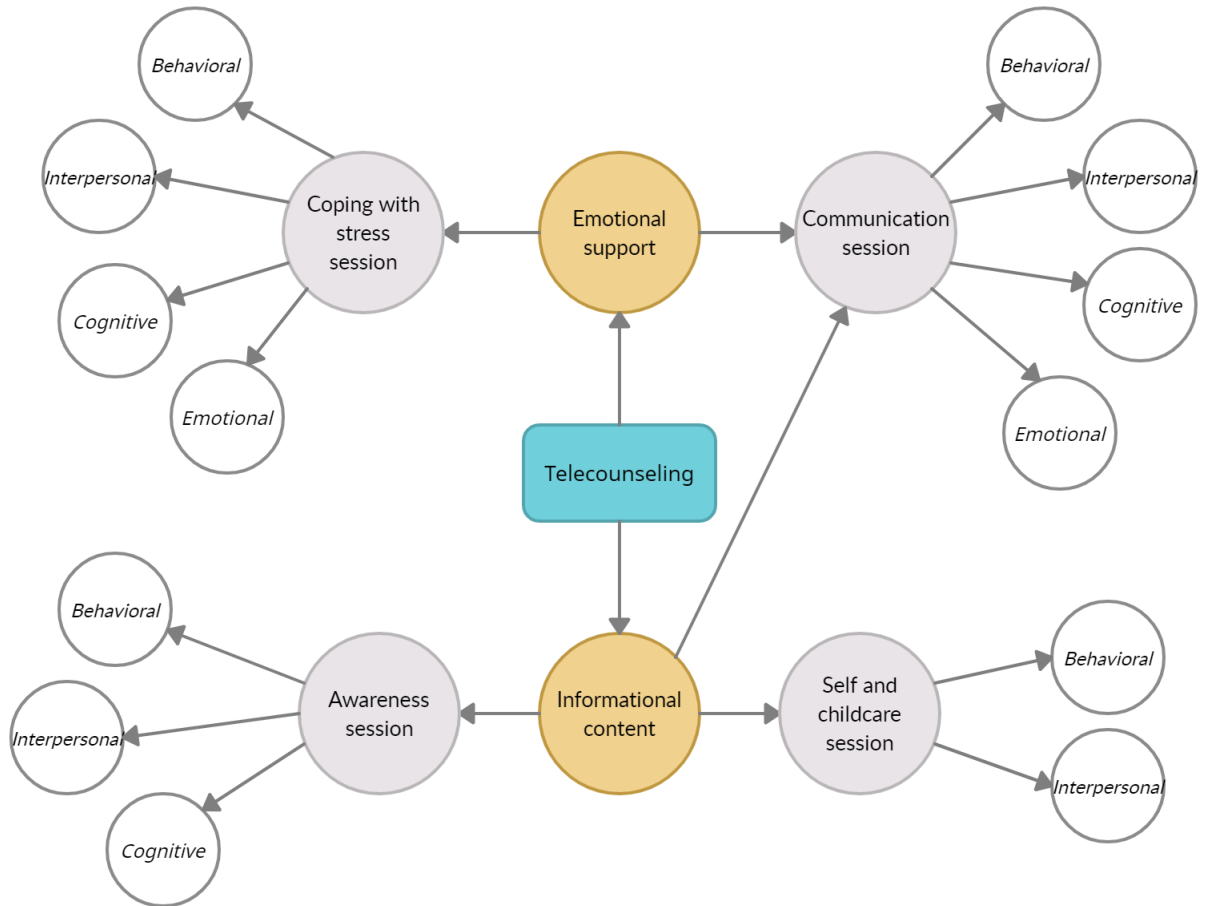 Behavioral
Interpersonal
Cognitive
Emotional
Coping with
stress
session
Emotional
support
Communication
session
Behavioral
Interpersonal
Cognitive
Emotional
Telecounseling
Behavioral
Interpersonal
Cognitive
Awareness
session
Informational
content
Self and
childcare
session
Behavioral
Interpersonal